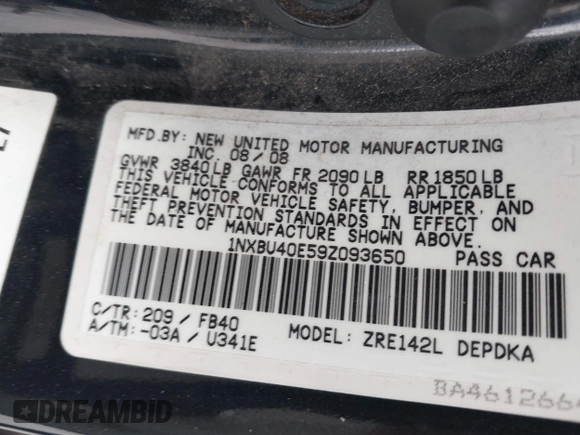 MFD.BY: NEW UNITED MOTOR MANUFACTURING
INC. 08/08
GVWR 3840LB GAWR FR 2090LB RR1850LB
THIS VEHICLE CONFORMS TO ALL APPLICABLE
FEDERAL MOTOR VEHICLE SAFETY, BUMPER, AND
THEFT PREVENTION STANDARDS IN EFFECT ON
THE DATE OF MANUFACTURE SHOWN ABOVE.
1NXBU40E59Z093650 PASS CAR
C/TR: 209 / FB40
A/TM: -03A / U341E
MODEL: ZRE142L DEPDKA
BA4612664
DREAMBID